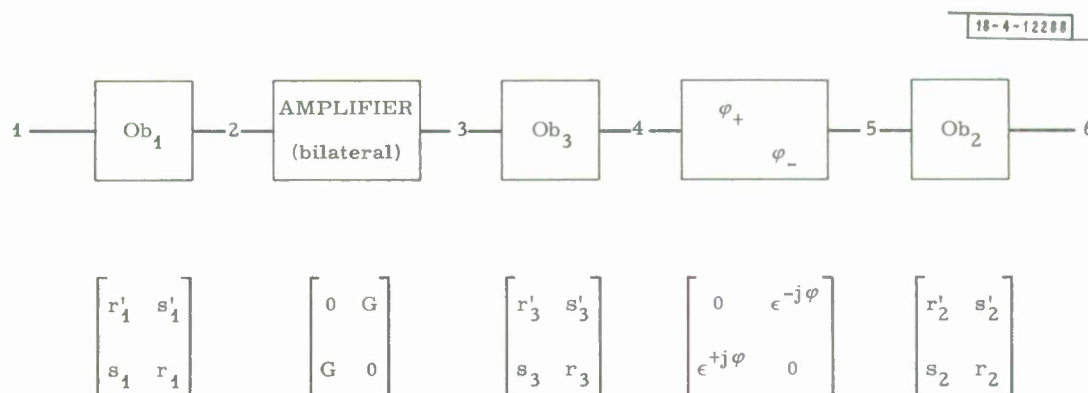 18-4-12288
AMPLIFIER
1 Ob₁ 2 3 Ob₃ 4 φ₊ 5 Ob₂ 6
(bilateral) φ₋
r'₁ s'₁ 0 G r'₃ s'₃ 0 ϵ^{-jφ} r'₂ s'₂
s₁ r₁ G 0 s₃ r₃ ϵ^{+jφ} 0 s₂ r₂